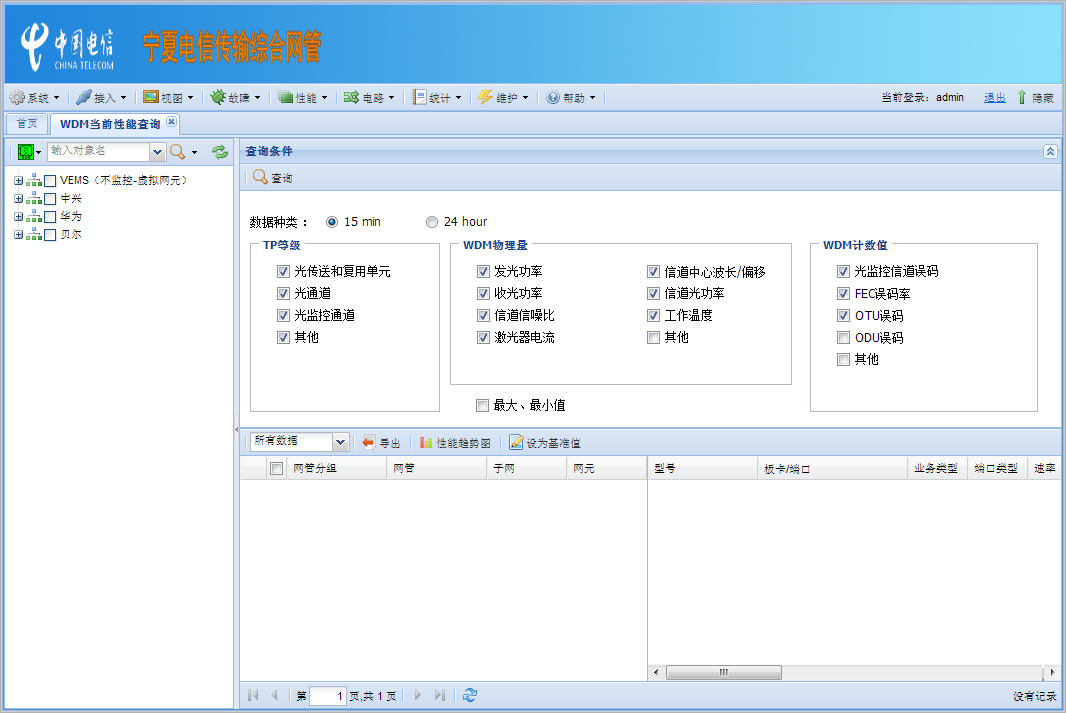 中国电信
CHINA TELECOM
宁夏电信传输综合网管
系统 接入 视图 故障 性能 电路 统计 维护 帮助 当前登录: admin 退出 隐藏
首页 WDM当前性能查询
输入对象名
VEMS（不监控-虚拟网元）
中兴
华为
贝尔
查询条件
查询
数据种类： 15 min 24 hour
TP等级
光传送和复用单元
光通道
光监控通道
其他
WDM物理量
发光功率 信道中心波长/偏移
收光功率 信道光功率
信道信噪比 工作温度
激光器电流 其他
最大、最小值
WDM计数值
光监控信道误码
FEC误码率
OTU误码
ODU误码
其他
所有数据 导出 性能趋势图 设为基准值
网管分组 网管 子网 网元 型号 板卡/端口 业务类型 端口类型 速率
第 1 页,共 1 页 没有记录